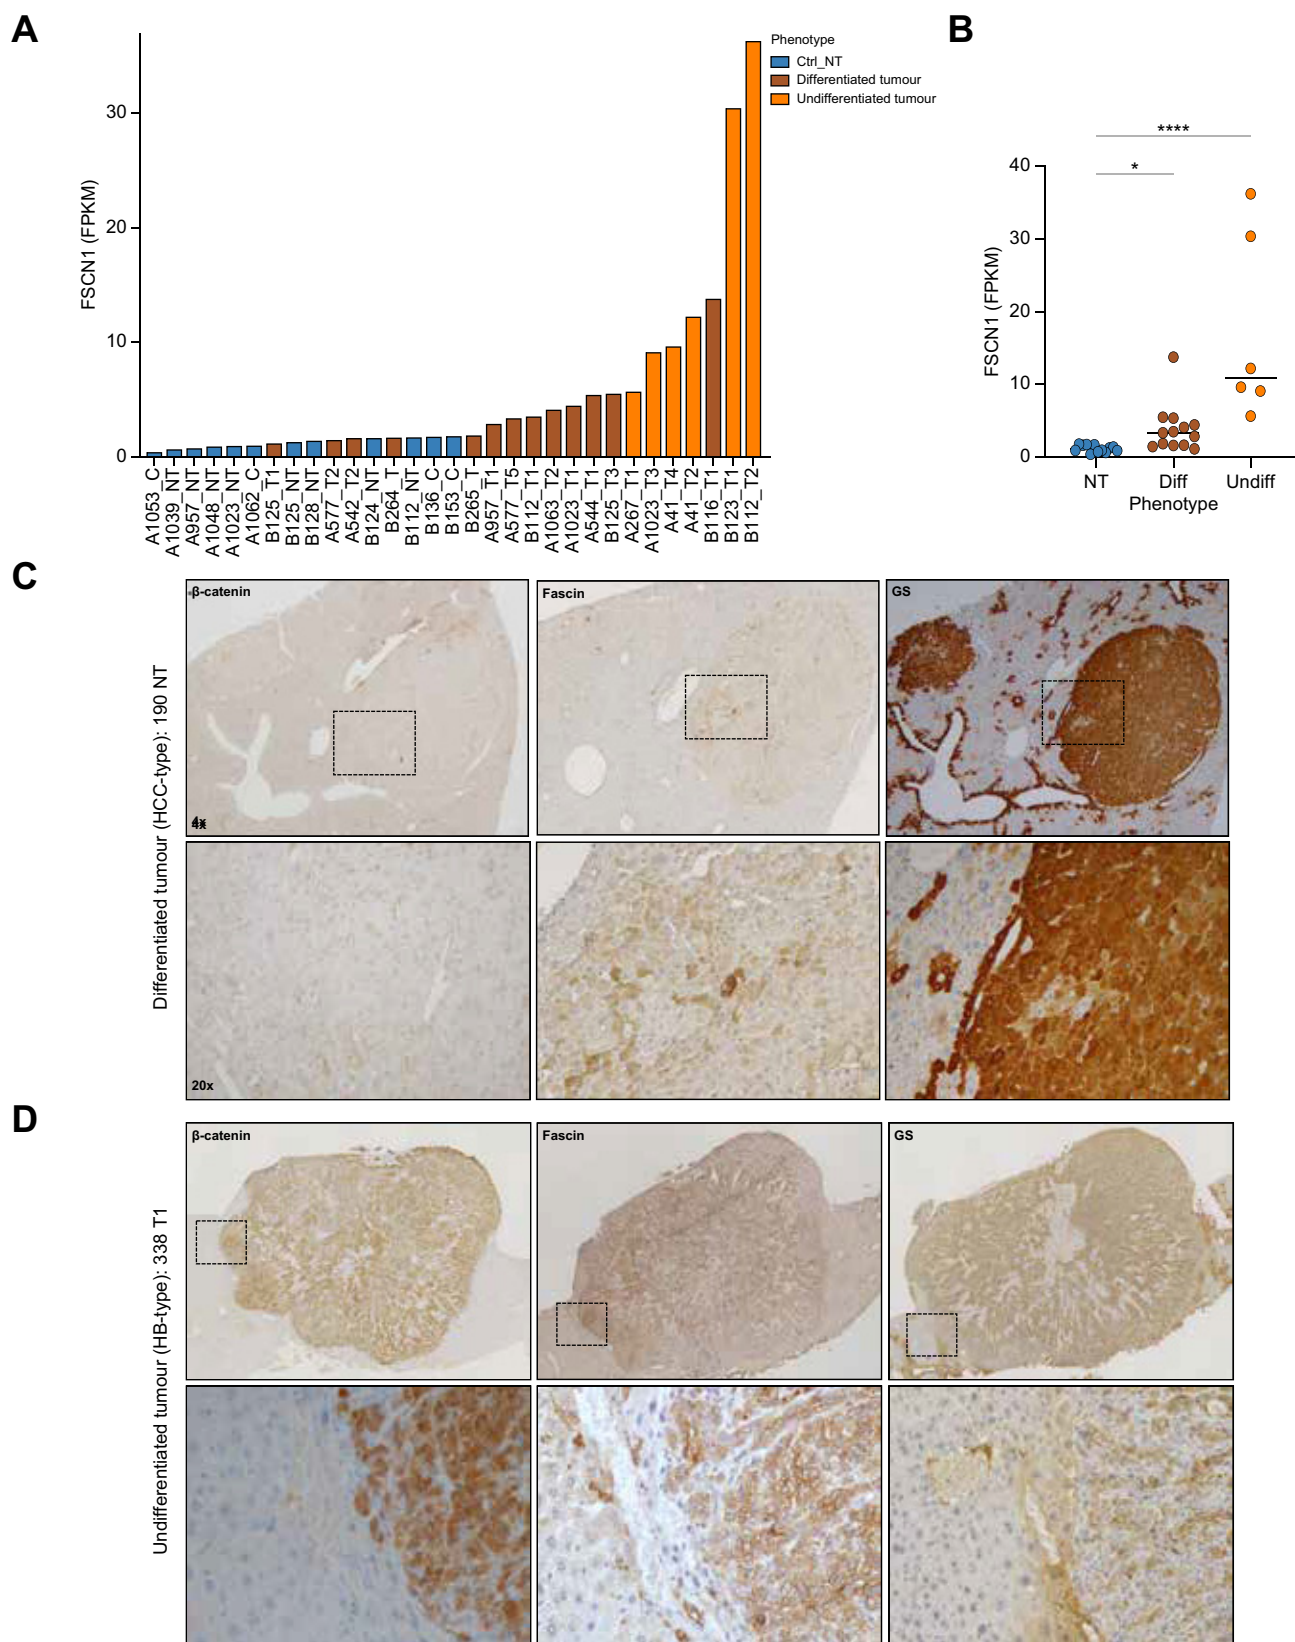 A
B
Phenotype
Ctrl_NT
Differentiated tumour
Undifferentiated tumour
FSCN1 (FPKM)
30
20
10
0
A1053_C
A1039_NT
A957_NT
A1048_NT
A1023_NT
A1062_C
B125_T1
B125_NT
B128_NT
A577_T2
A542_T2
B124_NT
B264_T
B112_NT
B136_C
B153_C
B265_T
A957_T1
A577_T5
B112_T1
A1063_T2
A1023_T1
A544_T1
B125_T3
A267_T1
A1023_T3
A41_T4
A41_T2
B116_T1
B123_T1
B112_T2
****
*
FSCN1 (FPKM)
40
30
20
10
0
NT
Diff
Undiff
Phenotype
C
Differentiated tumour (HCC-type): 190 NT
β-catenin
Fascin
GS
4x
20x
D
Undifferentiated tumour (HB-type): 338 T1
β-catenin
Fascin
GS